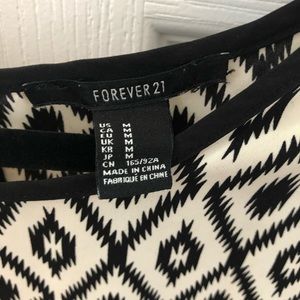 FOREVER 21
US M
CA M
EU M
UK M
KR M
JP M
CN 165/92A
MADE IN CHINA
FABRIQUÉ EN CHINE